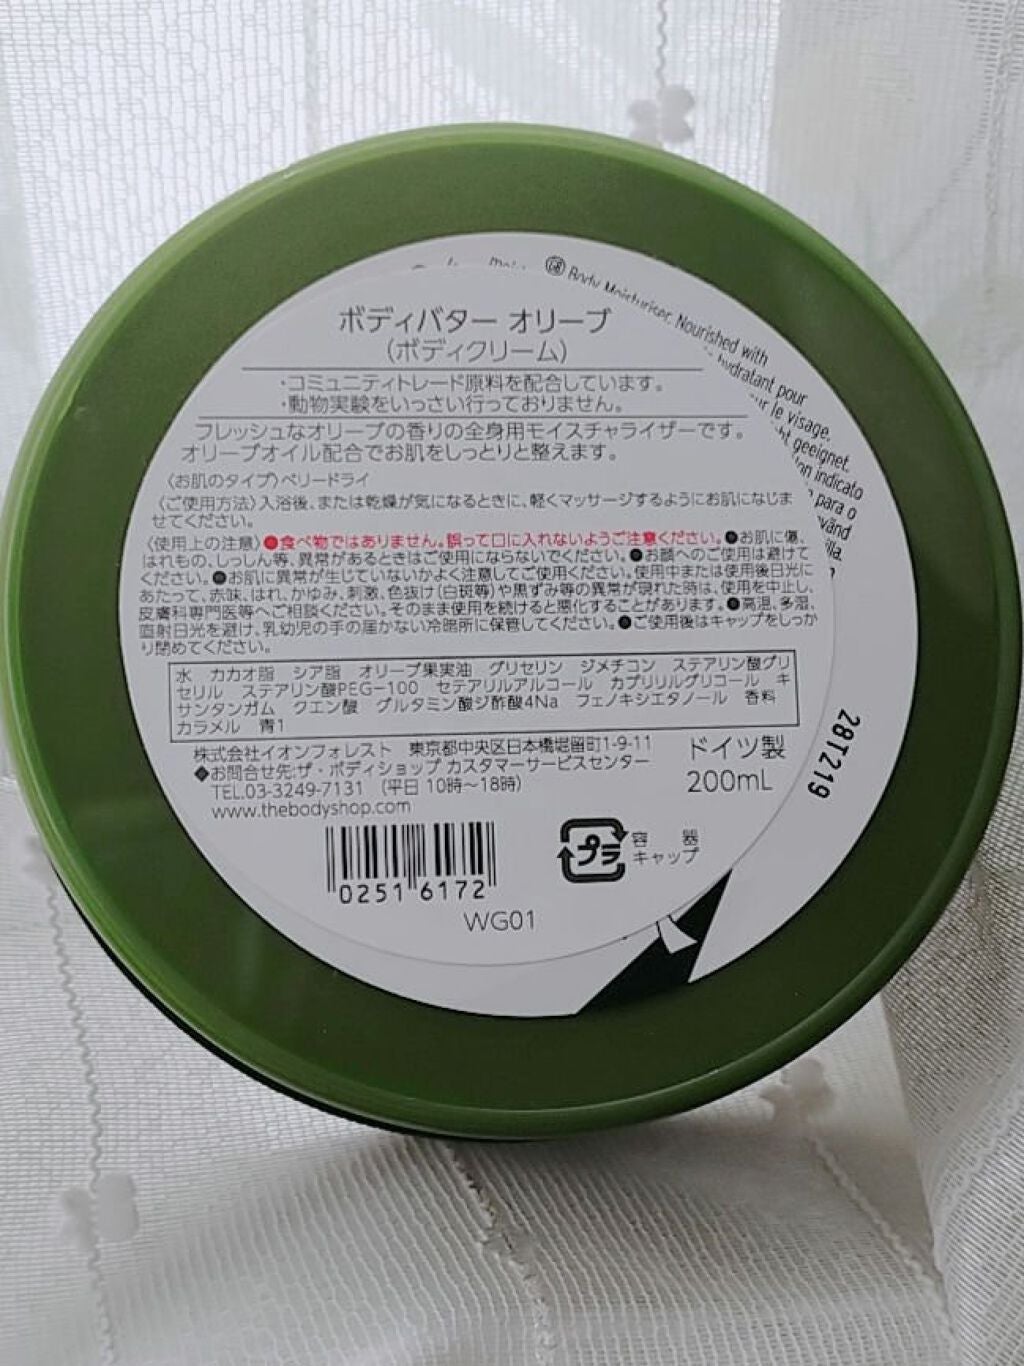 Body Moisturiser. Nourished with
hydratant pour
le visage.
geeignet.
indicato
para o
ボディバター オリーブ
(ボディクリーム)
・コミュニティトレード原料を配合しています。
・動物実験をいっさい行っておりません。
フレッシュなオリーブの香りの全身用モイスチャライザーです。
オリーブオイル配合でお肌をしっとりと整えます。
〈お肌のタイプ〉ベリードライ
〈ご使用方法〉入浴後、または乾燥が気になるときに、軽くマッサージするようにお肌になじま
せてください。
〈使用上の注意〉●食べ物ではありません。誤って口に入れないようご注意ください。●お肌に傷、
はれもの、しっしん等、異常があるときはご使用にならないでください。●お顔へのご使用は避けて
ください。●お肌に異常が生じていないかよく注意してご使用ください。使用中または使用後日光に
あたって、赤味、はれ、かゆみ、刺激、色抜け(白斑等)や黒ずみ等の異常が現れた時は、使用を中止し、
皮膚科専門医等へご相談ください。そのまま使用を続けると悪化することがあります。●高温、多湿、
直射日光を避け、乳幼児の手の届かない冷暗所に保管してください。●ご使用後はキャップをしっか
り閉めてください。
水 カカオ脂 シア脂 オリーブ果実油 グリセリン ジメチコン ステアリン酸グリ
セリル ステアリン酸PEG-100 セテアリルアルコール カプリリルグリコール キ
サンタンガム クエン酸 グルタミン酸ジ酢酸4Na フェノキシエタノール 香料
カラメル 青1
株式会社イオンフォレスト 東京都中央区日本橋堀留町1-9-11
◆お問合せ先:ザ・ボディショップ カスタマーサービスセンター
TEL.03-3249-7131 (平日 10時～18時)
www.thebodyshop.com
ドイツ製
200mL
28T219
0251 6172
プラ
容 器
キャップ
WG01